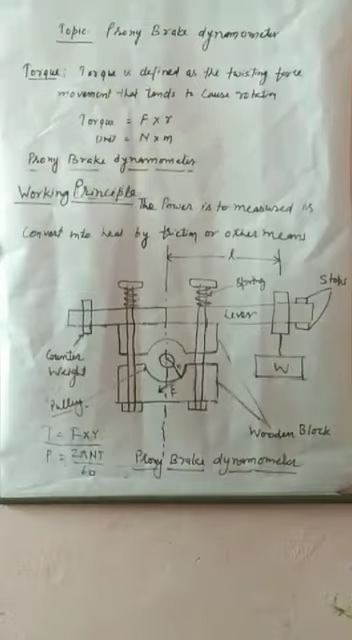 Topic Prony Brake dynamometer
Torque: Torque is defined as the twisting force
movement that tends to cause rotation
Torque = F x r
Unit = N x m
Prony Brake dynamometer
Working Principle The Power is to measured is
Convert into heat by friction or other means
l
Spring
Stops
Lever
Counter
Weight
W
Pulley
F
Wooden Block
T = F x r
P = 2πNT
60
Prony Brake dynamometer